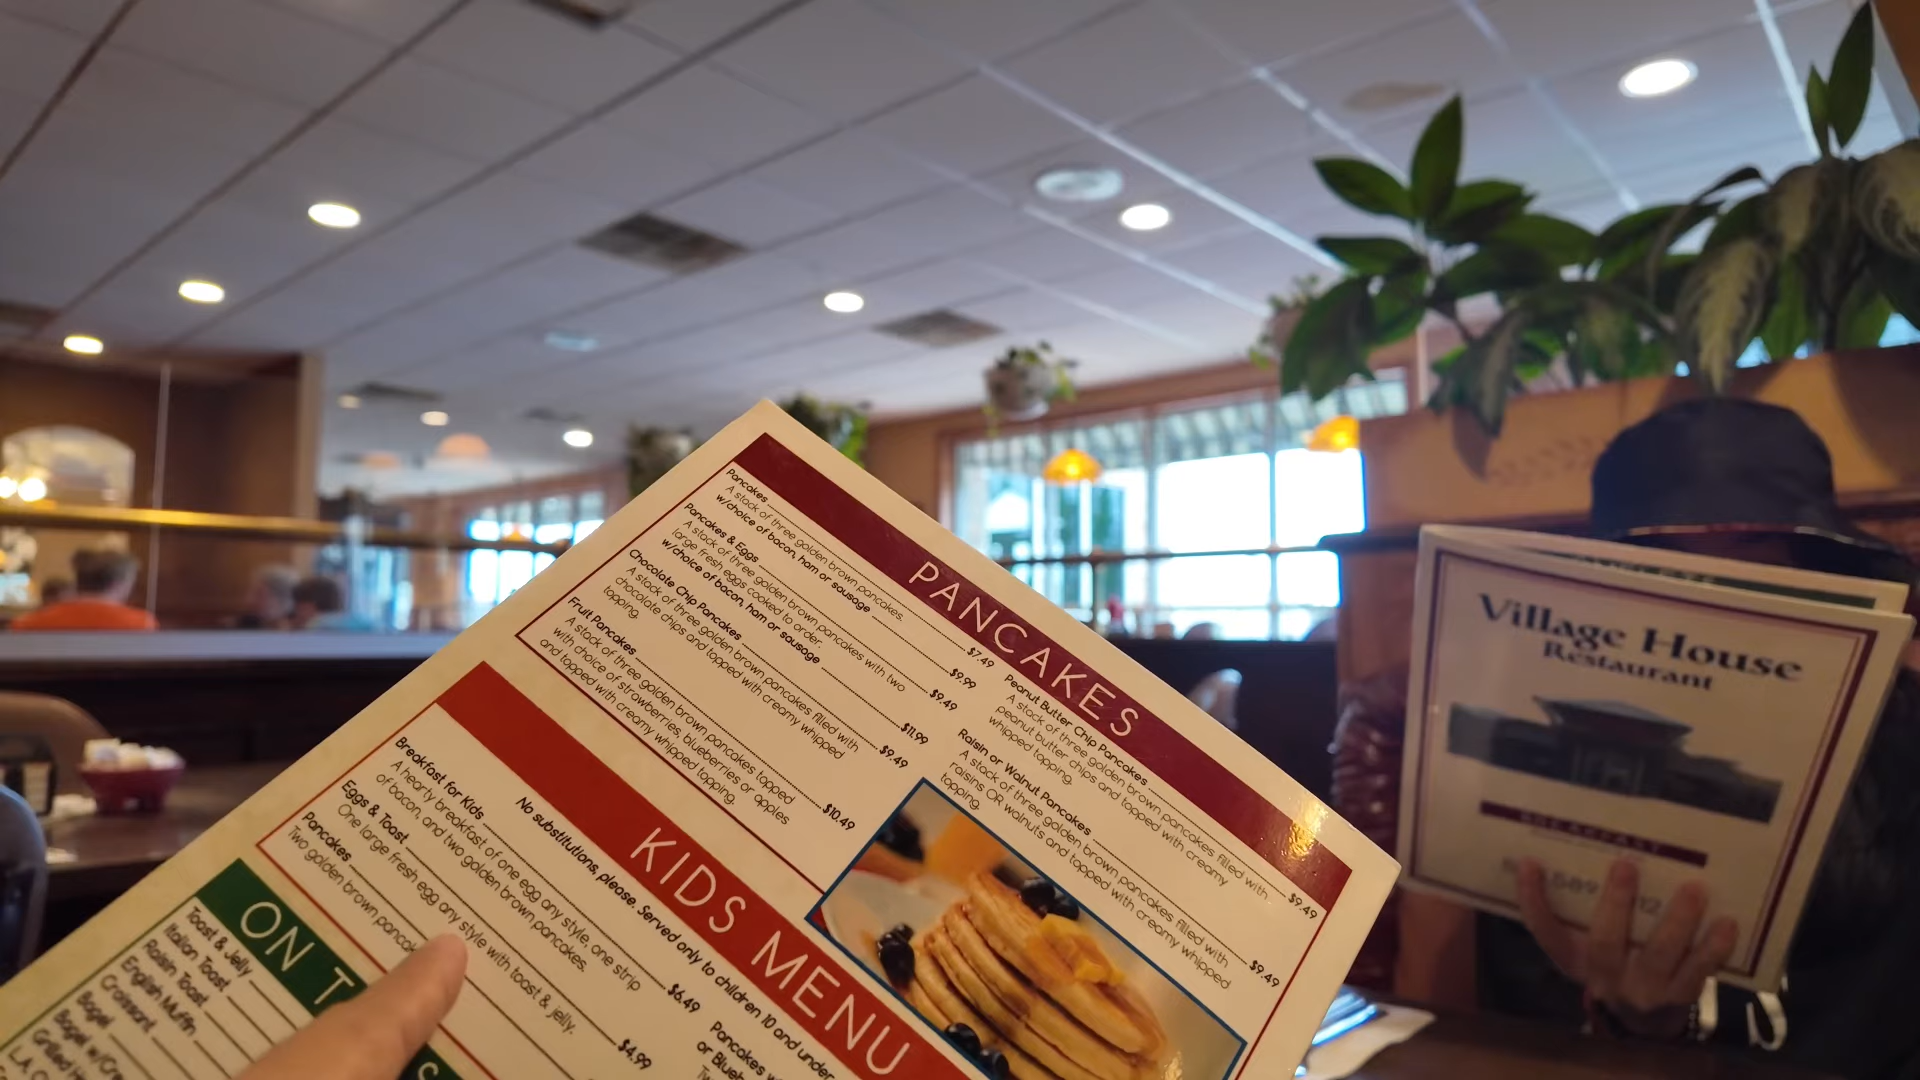 PANCAKES
Pancakes $7.49
A stack of three golden brown pancakes.
w/choice of bacon, ham or sausage $9.99
Pancakes & Eggs $9.49
A stack of three golden brown pancakes with two
large fresh eggs cooked to order.
w/choice of bacon, ham or sausage $11.99
Chocolate Chip Pancakes $9.49
A stack of three golden brown pancakes filled with
chocolate chips and topped with creamy whipped
topping.
Fruit Pancakes $10.49
A stack of three golden brown pancakes topped
with choice of strawberries, blueberries or apples
and topped with creamy whipped topping.
Peanut Butter Chip Pancakes $9.49
A stack of three golden brown pancakes filled with
peanut butter chips and topped with creamy
whipped topping.
Raisin or Walnut Pancakes $9.49
A stack of three golden brown pancakes filled with
raisins OR walnuts and topped with creamy whipped
topping.
KIDS MENU
No substitutions, please. Served only to children 10 and under
Breakfast for Kids $6.49
A hearty breakfast of one egg any style, one strip
of bacon, and two golden brown pancakes.
Eggs & Toast $4.99
One large fresh egg any style with toast & jelly.
Pancakes
Two golden brown pancak
Pancakes w
or Blueb
Tw
ON T
S
Toast & Jelly
Italian Toast
Raisin Toast
English Muffin
Croissant
Bagel
Bagel w/Cre
Grilled H
L.A. C
Village House
Restaurant
BREAKFAST